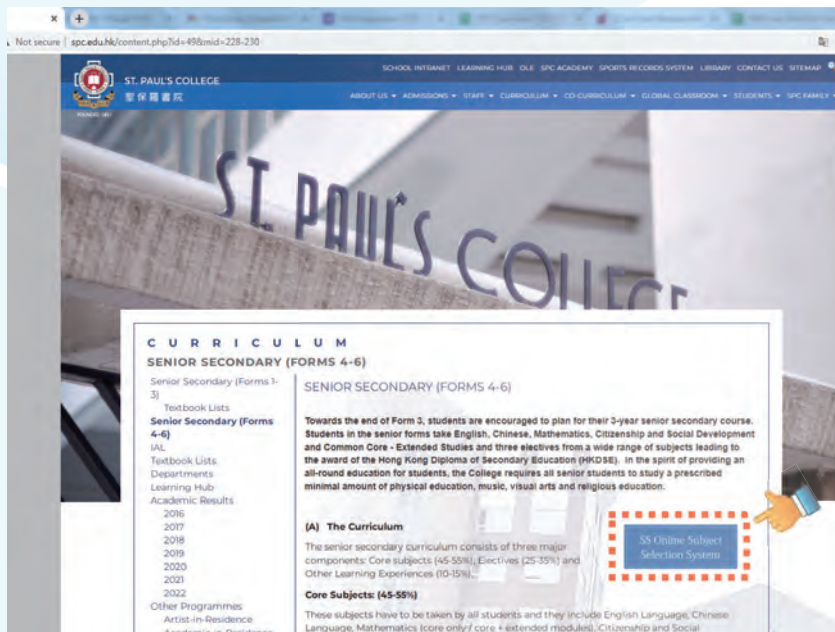 Not secure | spc.edu.hk/content.php?id=49&mid=228-230
SCHOOL INTRANET LEARNING HUB OLE SPC ACADEMY SPORTS RECORDS SYSTEM LIBRARY CONTACT US SITEMAP
ST. PAUL'S COLLEGE
聖保羅書院
ABOUT US ADMISSIONS STAFF CURRICULUM CO-CURRICULUM GLOBAL CLASSROOM STUDENTS SPC FAMILY
FOUNDED 1851
ST. PAUL'S COLLEGE
CURRICULUM
SENIOR SECONDARY (FORMS 4-6)
Senior Secondary (Forms 1-
3)
Textbook Lists
Senior Secondary (Forms
4-6)
IAL
Textbook Lists
Departments
Learning Hub
Academic Results
2016
2017
2018
2019
2020
2021
2022
Other Programmes
Artist-in-Residence
Academic-in-Residence
SENIOR SECONDARY (FORMS 4-6)
Towards the end of Form 3, students are encouraged to plan for their 3-year senior secondary course.
Students in the senior forms take English, Chinese, Mathematics, Citizenship and Social Development
and Common Core - Extended Studies and three electives from a wide range of subjects leading to
the award of the Hong Kong Diploma of Secondary Education (HKDSE). In the spirit of providing an
all-round education for students, the College requires all senior students to study a prescribed
minimal amount of physical education, music, visual arts and religious education.
(A) The Curriculum
The senior secondary curriculum consists of three major
components: Core subjects (45-55%), Electives (25-35%) and
Other Learning Experiences (10-15%).
SS Online Subject
Selection System
Core Subjects: (45-55%)
These subjects have to be taken by all students and they include English Language, Chinese
Language, Mathematics (core only / core + extended modules), Citizenship and Social